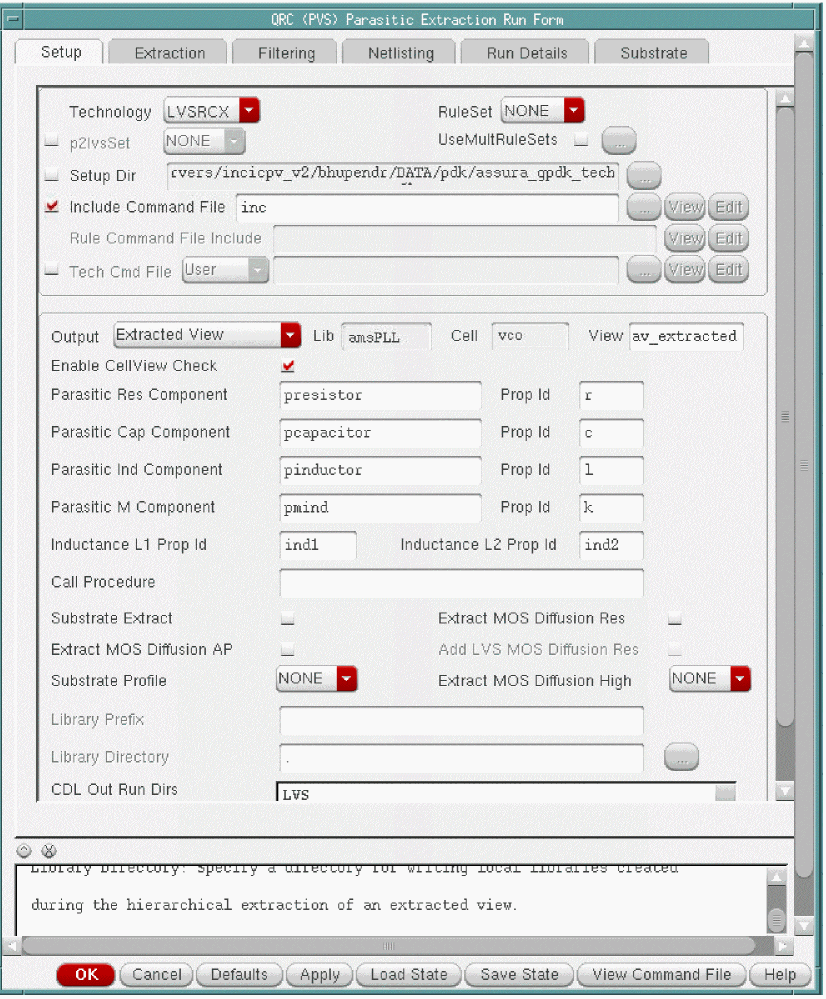 QRC (PVS) Parasitic Extraction Run Form
Setup Extraction Filtering Netlisting Run Details Substrate
Technology LVSRCX RuleSet NONE
p2lvsSet NONE UseMultRuleSets ...
Setup Dir rvers/incicpv_v2/bhupendr/DATA/pdk/assura_gpdk_tech ...
Include Command File inc ... View Edit
Rule Command File Include View Edit
Tech Cmd File User ... View Edit
Output Extracted View Lib amsPLL Cell vco View av_extracted
Enable CellView Check
Parasitic Res Component presistor Prop Id r
Parasitic Cap Component pcapacitor Prop Id c
Parasitic Ind Component pinductor Prop Id l
Parasitic M Component pmind Prop Id k
Inductance L1 Prop Id ind1 Inductance L2 Prop Id ind2
Call Procedure
Substrate Extract Extract MOS Diffusion Res
Extract MOS Diffusion AP Add LVS MOS Diffusion Res
Substrate Profile NONE Extract MOS Diffusion High NONE
Library Prefix
Library Directory . ...
CDL Out Run Dirs LVS
Library Directory: Specify a directory for writing local libraries created
during the hierarchical extraction of an extracted view.
OK Cancel Defaults Apply Load State Save State View Command File Help